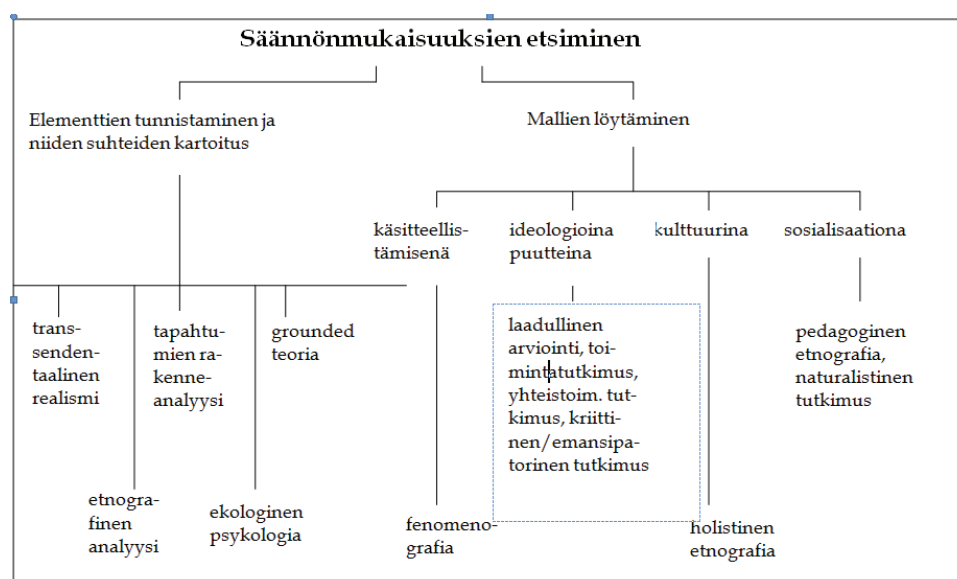 Säännönmukaisuuksien etsiminen
Elementtien tunnistaminen ja
niiden suhteiden kartoitus
Mallien löytäminen
käsitteellis-
tämisenä
ideologioina
puutteina
kulttuurina
sosialisaationa
trans-
senden-
taalinen
realismi
tapahtu-
mien ra-
kenne-
analyysi
grounded
teoria
laadullinen
arviointi, toi-
mintatutkimus,
yhteistoim. tut-
kimus, kriitti-
nen/emansipa-
torinen tutkimus
pedagoginen
etnografia,
naturalistinen
tutkimus
etnogra-
finen
analyysi
ekologinen
psykologia
fenomeno-
grafia
holistinen
etnografia